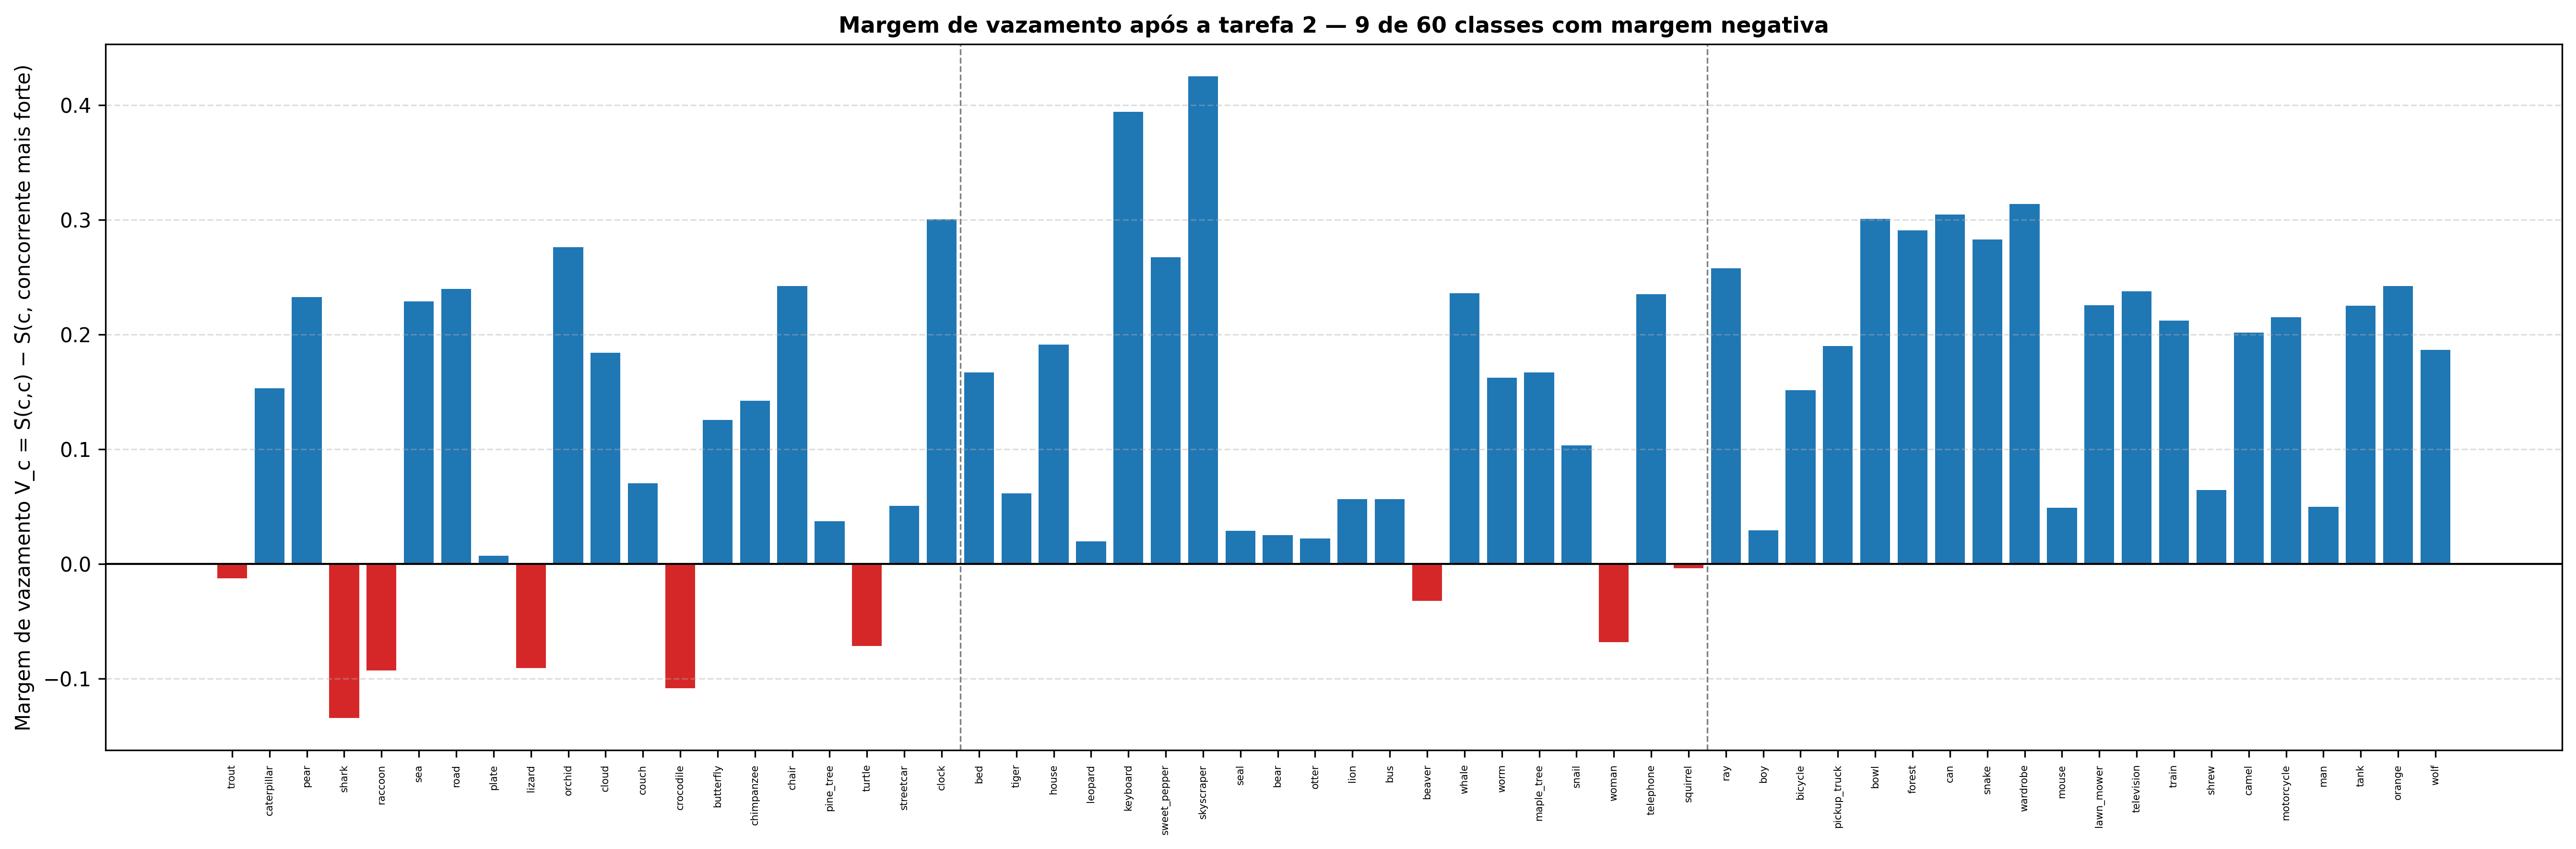 Margem de vazamento após a tarefa 2 — 9 de 60 classes com margem negativa
Margem de vazamento V_c = S(c,c) − S(c, concorrente mais forte)
0.4
0.3
0.2
0.1
0.0
−0.1
trout
caterpillar
pear
shark
raccoon
sea
road
plate
lizard
orchid
cloud
couch
crocodile
butterfly
chimpanzee
chair
pine_tree
turtle
streetcar
clock
bed
tiger
house
leopard
keyboard
sweet_pepper
skyscraper
seal
bear
otter
lion
bus
beaver
whale
worm
maple_tree
snail
woman
telephone
squirrel
ray
boy
bicycle
pickup_truck
bowl
forest
can
snake
wardrobe
mouse
lawn_mower
television
train
shrew
camel
motorcycle
man
tank
orange
wolf